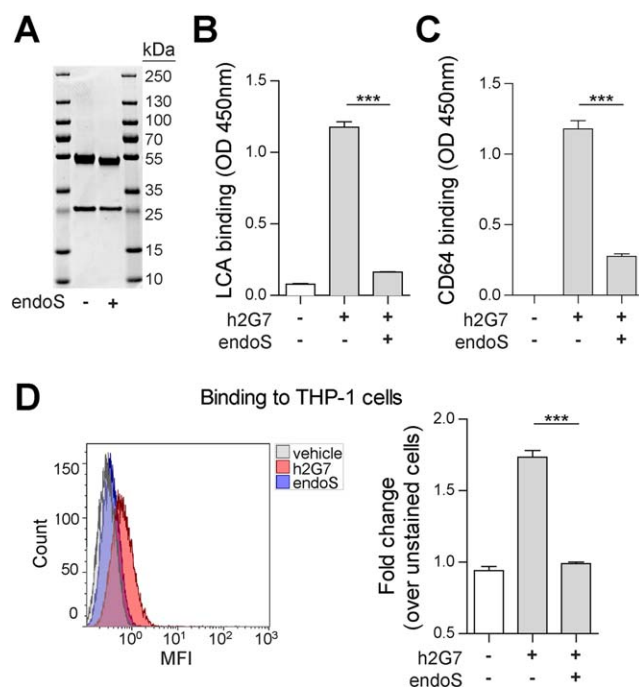 A
kDa
250
130
100
70
55
35
25
15
10
endoS - +
B
LCA binding (OD 450nm)
1.5
1.0
0.5
0.0
***
h2G7 - + +
endoS - - +
C
CD64 binding (OD 450nm)
1.5
1.0
0.5
0.0
***
h2G7 - + +
endoS - - +
D
Binding to THP-1 cells
Count
150
100
50
0
10⁰ 10¹ 10² 10³
MFI
vehicle
h2G7
endoS
Fold change
(over unstained cells)
2.0
1.5
1.0
0.5
***
h2G7 - + +
endoS - - +